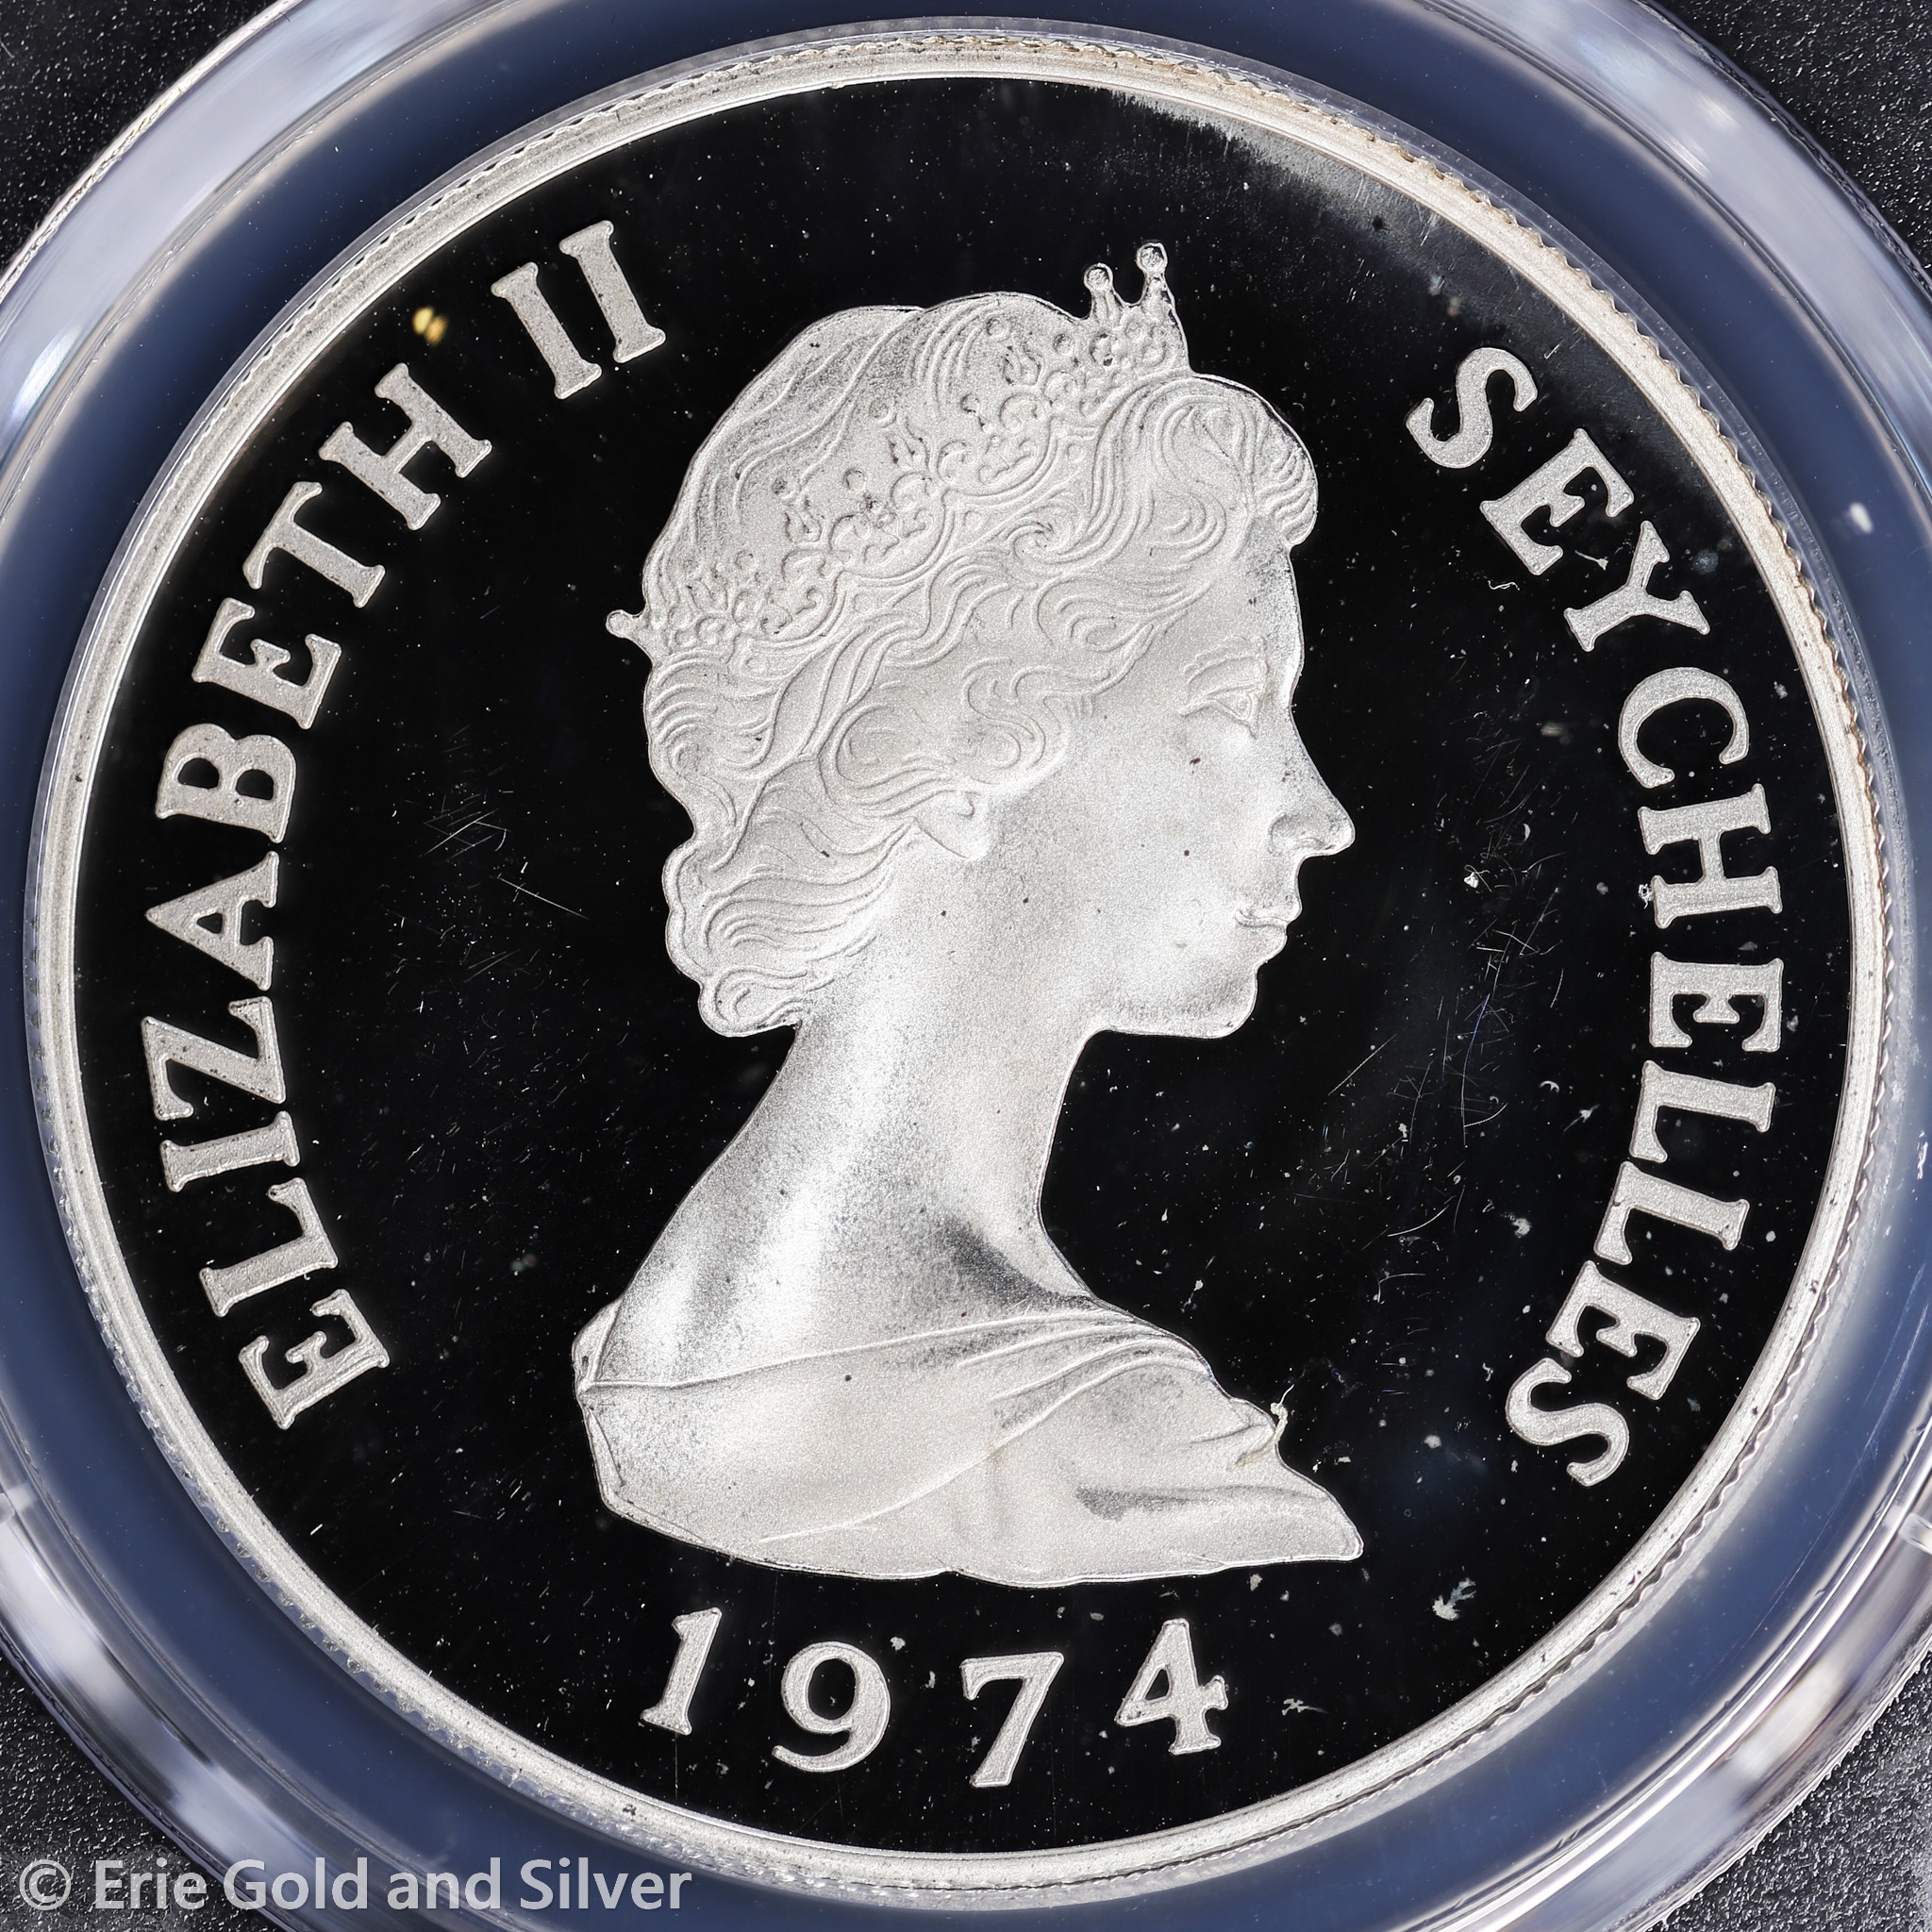 ELIZABETH II
SEYCHELLES
1974
© Erie Gold and Silver